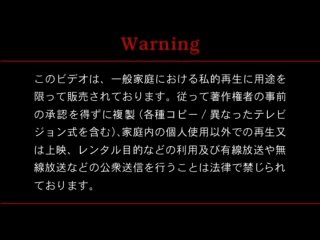 Warning
このビデオは、一般家庭における私的再生に用途を
限って販売されております。従って著作権者の事前
の承認を得ずに複製（各種コピー/異なったテレビ
ジョン式を含む）、家庭内の個人使用以外での再生又
は上映、レンタル目的などの利用及び有線放送や無
線放送などの公衆送信を行うことは法律で禁じられ
ております。